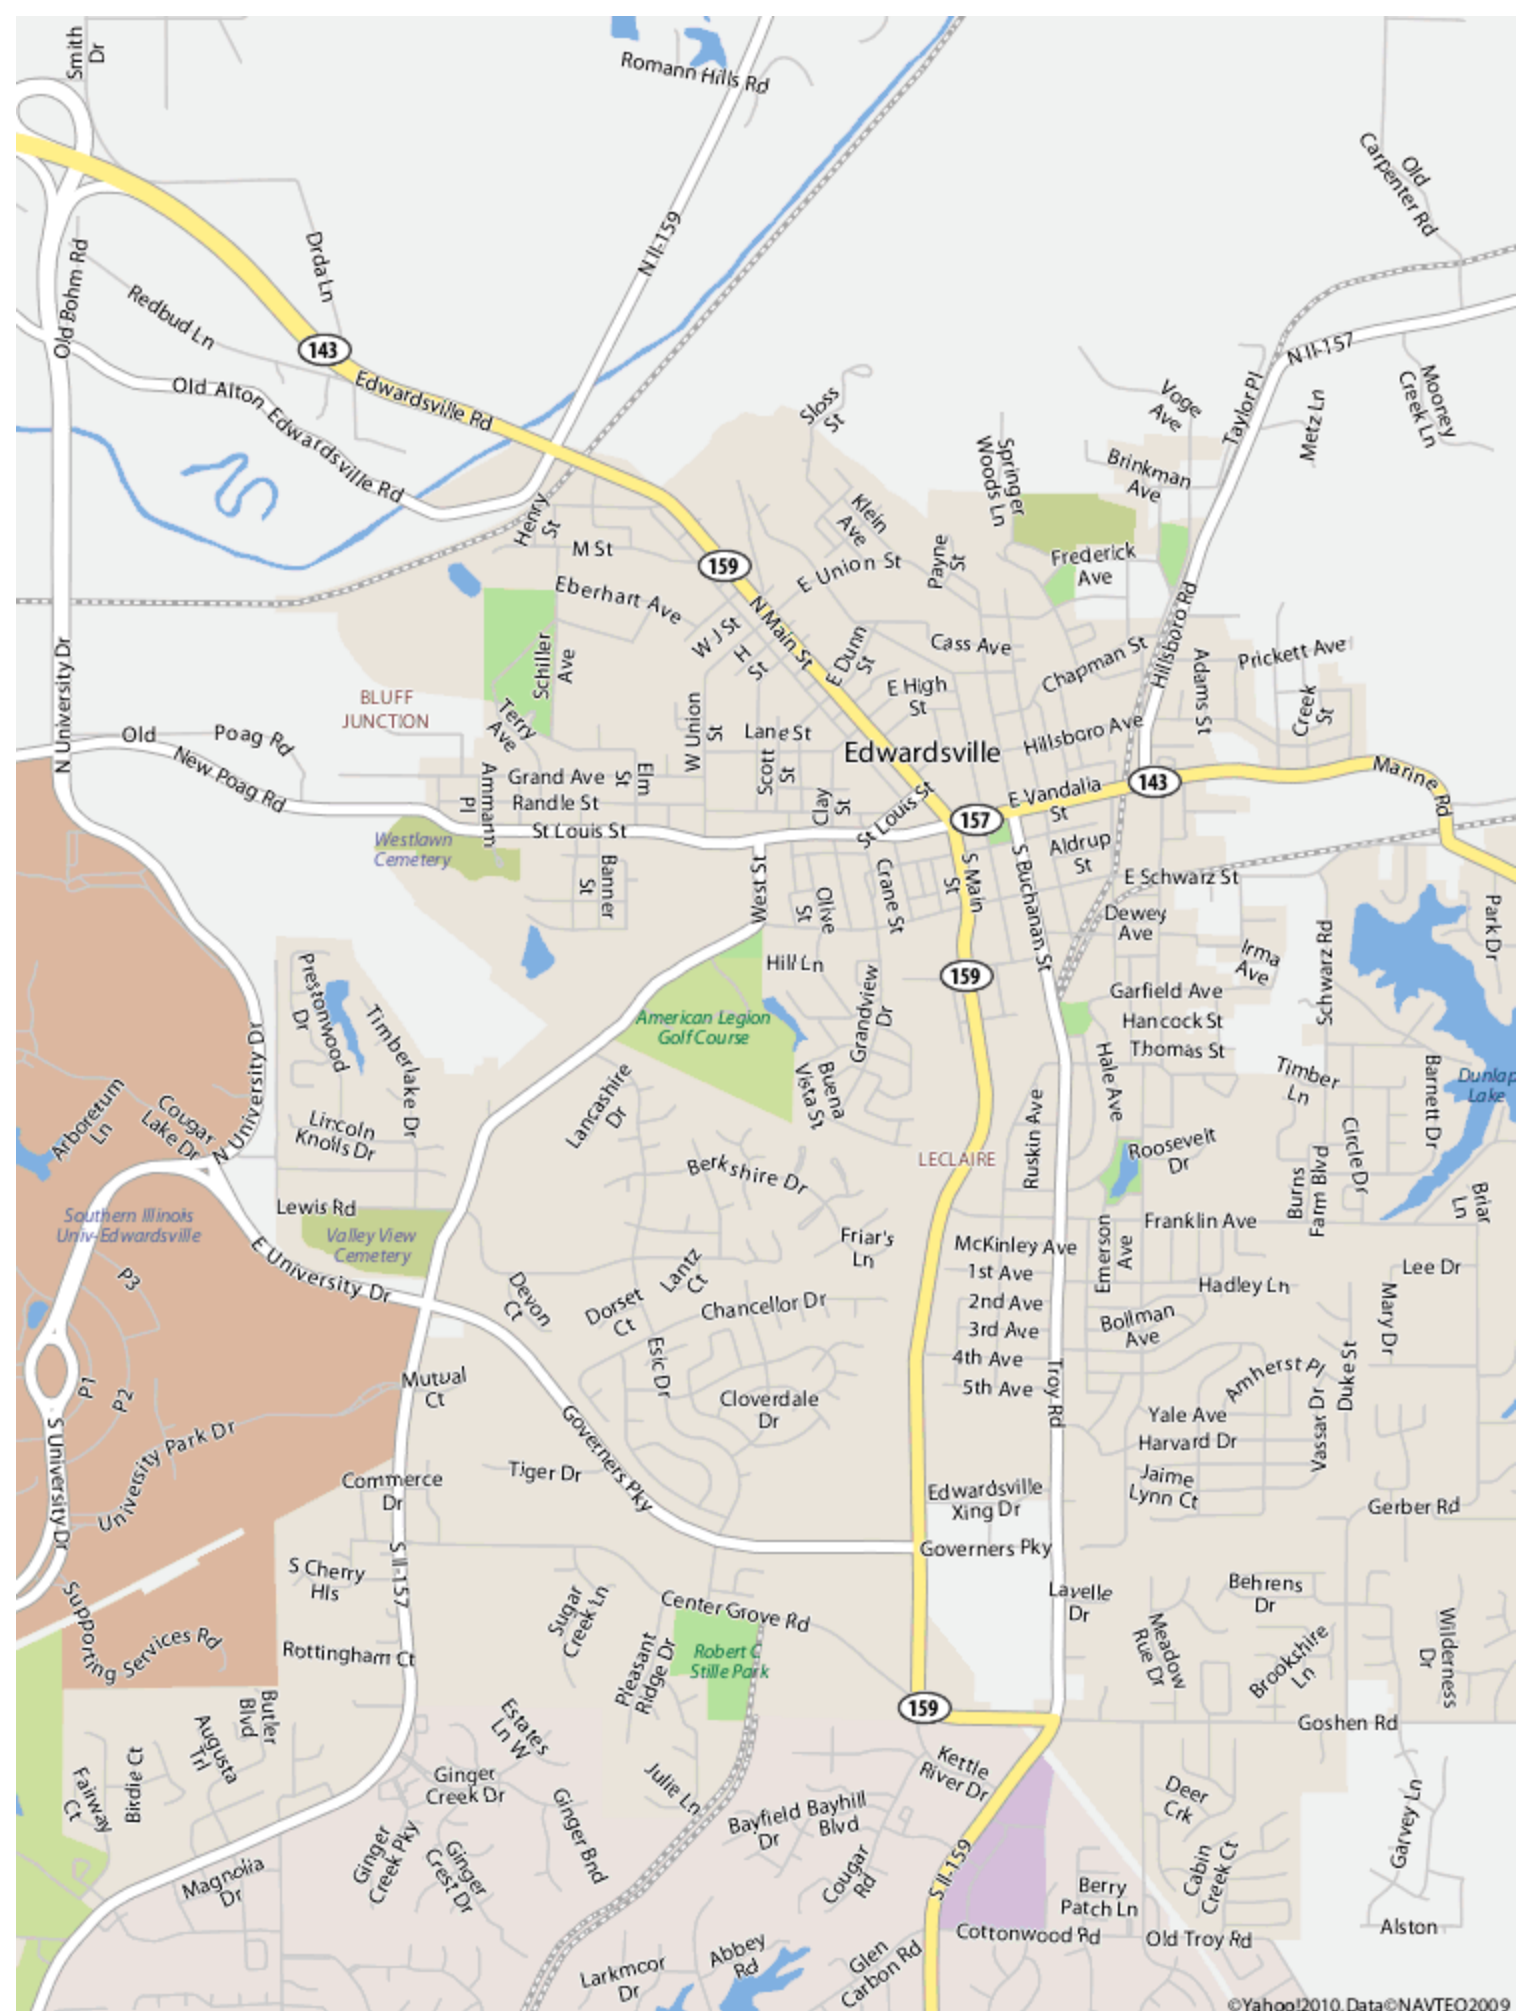 Smith
Dr
Romann Hills Rd
Old
Carpenter Rd
N Il-159
Drda Ln
Old Bohm Rd
Redbud Ln
143
Edwardsville Rd
Old Alton Edwardsville Rd
N Il-157
Taylor Pl
Metz Ln
Mooney
Creek Ln
Voge
Ave
Sloss
St
Springer
Woods Ln
Brinkman
Ave
Henry
St
Klein
Ave
M St
159
E Union St
Payne
St
Frederick
Ave
Eberhart Ave
N Main St
W J St
H
St
E Dunn
St
Cass Ave
Chapman St
Hillsboro Rd
Adams St
Prickett Ave
Schiller
Ave
E High
St
Creek
St
N University Dr
BLUFF
JUNCTION
Terry
Ave
W Union
St
Lane St
Scott
St
Edwardsville
Hillsboro Ave
Old
Poag Rd
New Poag Rd
Ammann
Pl
Grand Ave
Elm
St
Randle St
St Louis St
Clay
St
St Louis St
157
E Vandalia
St
143
Marine Rd
Westlawn
Cemetery
Banner
St
West St
Olive
St
Crane St
S Main
St
S Buchanan St
Aldrup
St
E Schwarz St
Dewey
Ave
Irma
Ave
Schwarz Rd
Park Dr
Hill Ln
159
Prestonwood
Dr
Timberlake Dr
American Legion
Golf Course
Grandview
Dr
Garfield Ave
Hancock St
Thomas St
N University Dr
Arboretum
Ln
Cougar
Lake Dr
Lincoln
Knolls Dr
Lancashire
Dr
Buena
Vista St
Hale Ave
Timber
Ln
Barnett Dr
Dunlap
Lake
N University Dr
Ruskin Ave
LECLAIRE
Roosevelt
Dr
Circle Dr
Burns
Farm Blvd
Berkshire Dr
Briar
Ln
Lewis Rd
Southern Illinois
Univ-Edwardsville
Valley View
Cemetery
E University Dr
Friar's
Ln
McKinley Ave
Franklin Ave
Emerson
Ave
P3
Devon
Ct
Dorset
Ct
Lantz
Ct
Chancellor Dr
1st Ave
2nd Ave
3rd Ave
4th Ave
5th Ave
Hadley Ln
Lee Dr
Mary Dr
Bollman
Ave
Duke St
P1
P2
Mutual
Ct
Esic Dr
Cloverdale
Dr
Troy Rd
Amherst Pl
Yale Ave
Harvard Dr
Vassar Dr
S University Dr
University Park Dr
Commerce
Dr
Tiger Dr
Governers Pky
Edwardsville
Xing Dr
Jaime
Lynn Ct
Gerber Rd
S Il-157
Governers Pky
S Cherry
Hls
Sugar
Creek Ln
Center Grove Rd
Lavelle
Dr
Behrens
Dr
Supporting Services Rd
Rottingham Ct
Pleasant
Ridge Dr
Robert C
Stille Park
Meadow
Rue Dr
Brookshire
Ln
Wilderness
Dr
159
Goshen Rd
Butler
Blvd
Augusta
Trl
Birdie Ct
Fairway
Ct
Estates
Ln W
Julie Ln
Kettle
River Dr
Ginger
Creek Dr
Ginger Bnd
Deer
Crk
Garvey Ln
Bayfield
Dr
Bayhill
Blvd
Ginger
Creek Pky
Ginger
Crest Dr
Cougar
Rd
S Il-159
Cabin
Creek Ct
Magnolia
Dr
Berry
Patch Ln
Cottonwood Rd
Old Troy Rd
Alston
Larkmoor
Dr
Abbey
Rd
Glen
Carbon Rd
©Yahoo!2010,Data©NAVTEQ2009